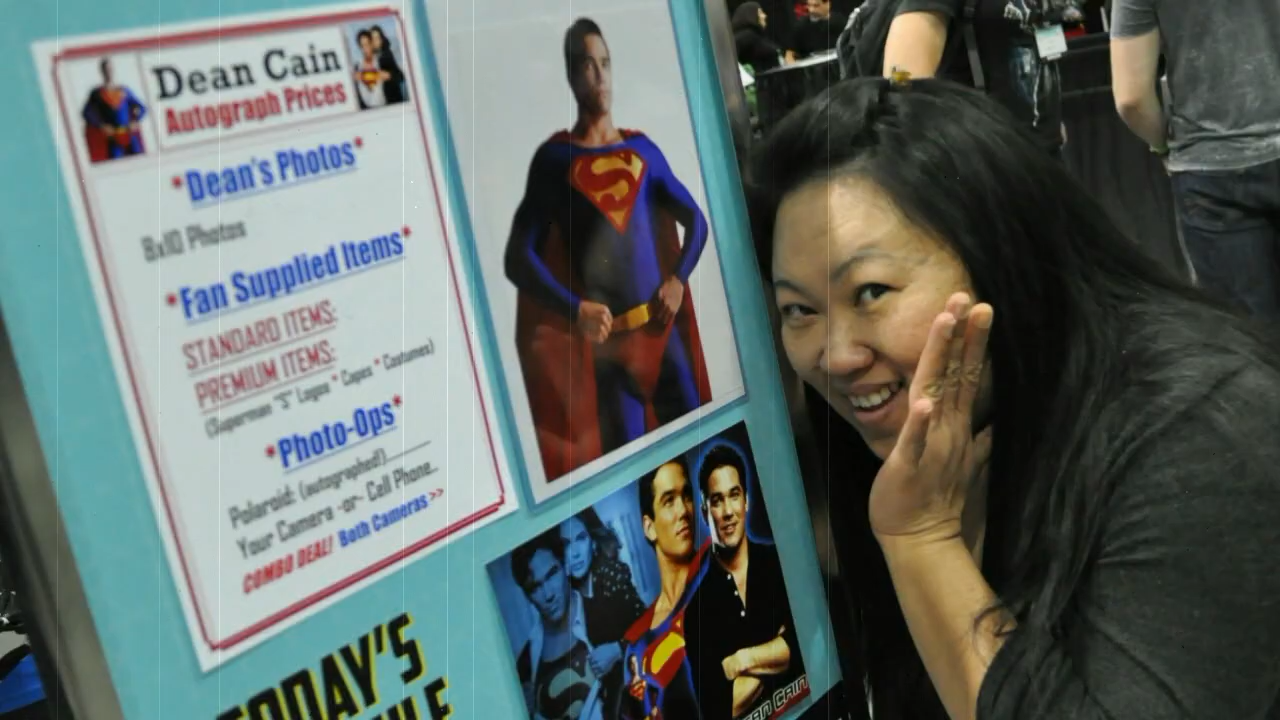 Dean Cain
Autograph Prices
*Dean's Photos*
8x10 Photos
*Fan Supplied Items*
STANDARD ITEMS:
PREMIUM ITEMS:
(Superman "S" Logos * Capes * Costumes)
*Photo-Ops*
Polaroid: (autographed!)
Your Camera -or- Cell Phone..
COMBO DEAL! Both Cameras >>
TODAY'S
CAIN